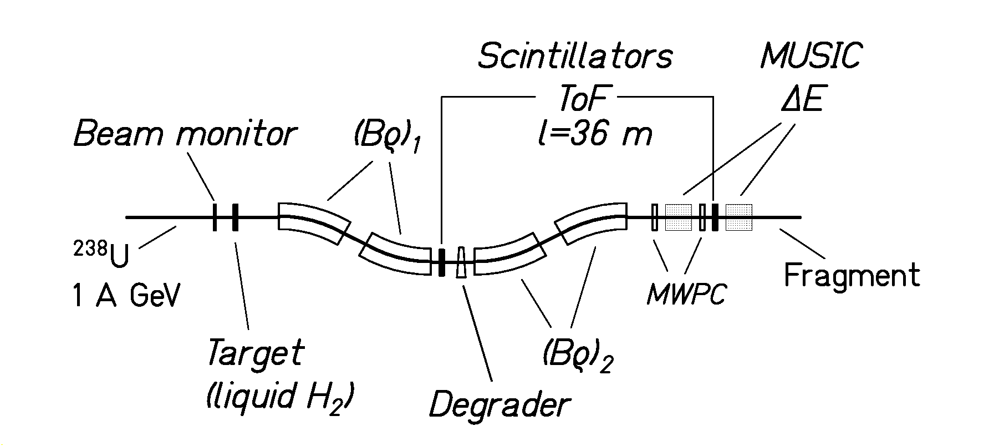 Scintillators
MUSIC
ToF
ΔE
l=36 m
Beam monitor
(Bϱ)₁
²³⁸U
1 A GeV
Fragment
MWPC
Target
(liquid H₂)
(Bϱ)₂
Degrader